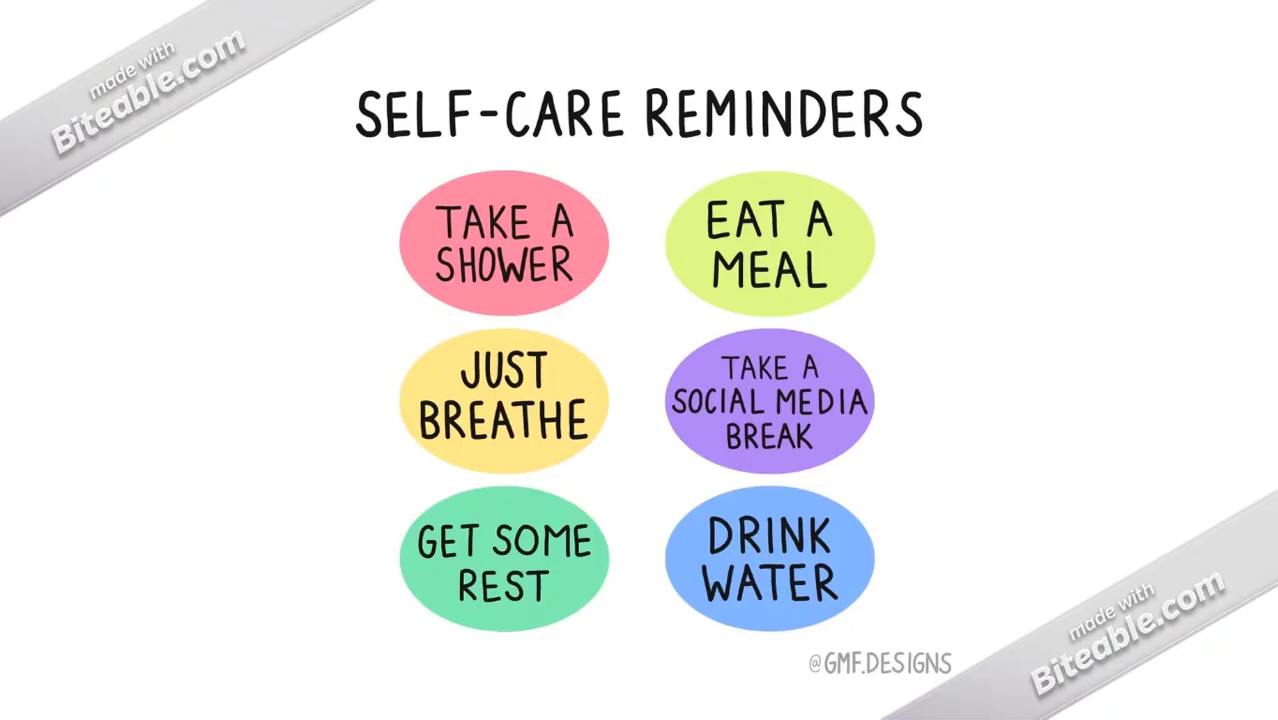 made with
Biteable.com
SELF-CARE REMINDERS
TAKE A
SHOWER
EAT A
MEAL
JUST
BREATHE
TAKE A
SOCIAL MEDIA
BREAK
GET SOME
REST
DRINK
WATER
@GMF.DESIGNS
made with
Biteable.com